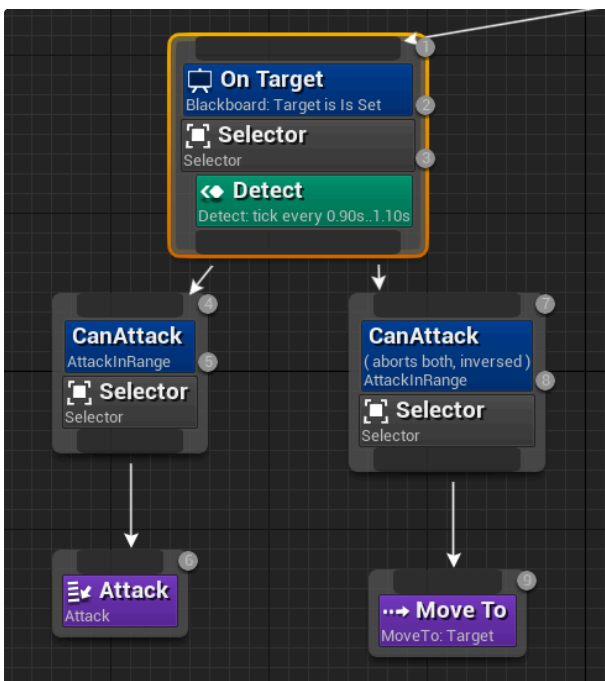 1
On Target
Blackboard: Target is Is Set
2
Selector
Selector
3
Detect
Detect: tick every 0.90s..1.10s
4
CanAttack
AttackInRange
5
Selector
Selector
7
CanAttack
( aborts both, inversed )
AttackInRange
8
Selector
Selector
6
Attack
Attack
9
Move To
MoveTo: Target